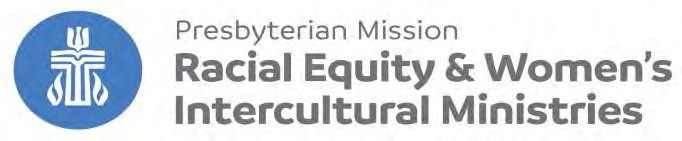 Presbyterian Mission
Racial Equity & Women's
Intercultural Ministries